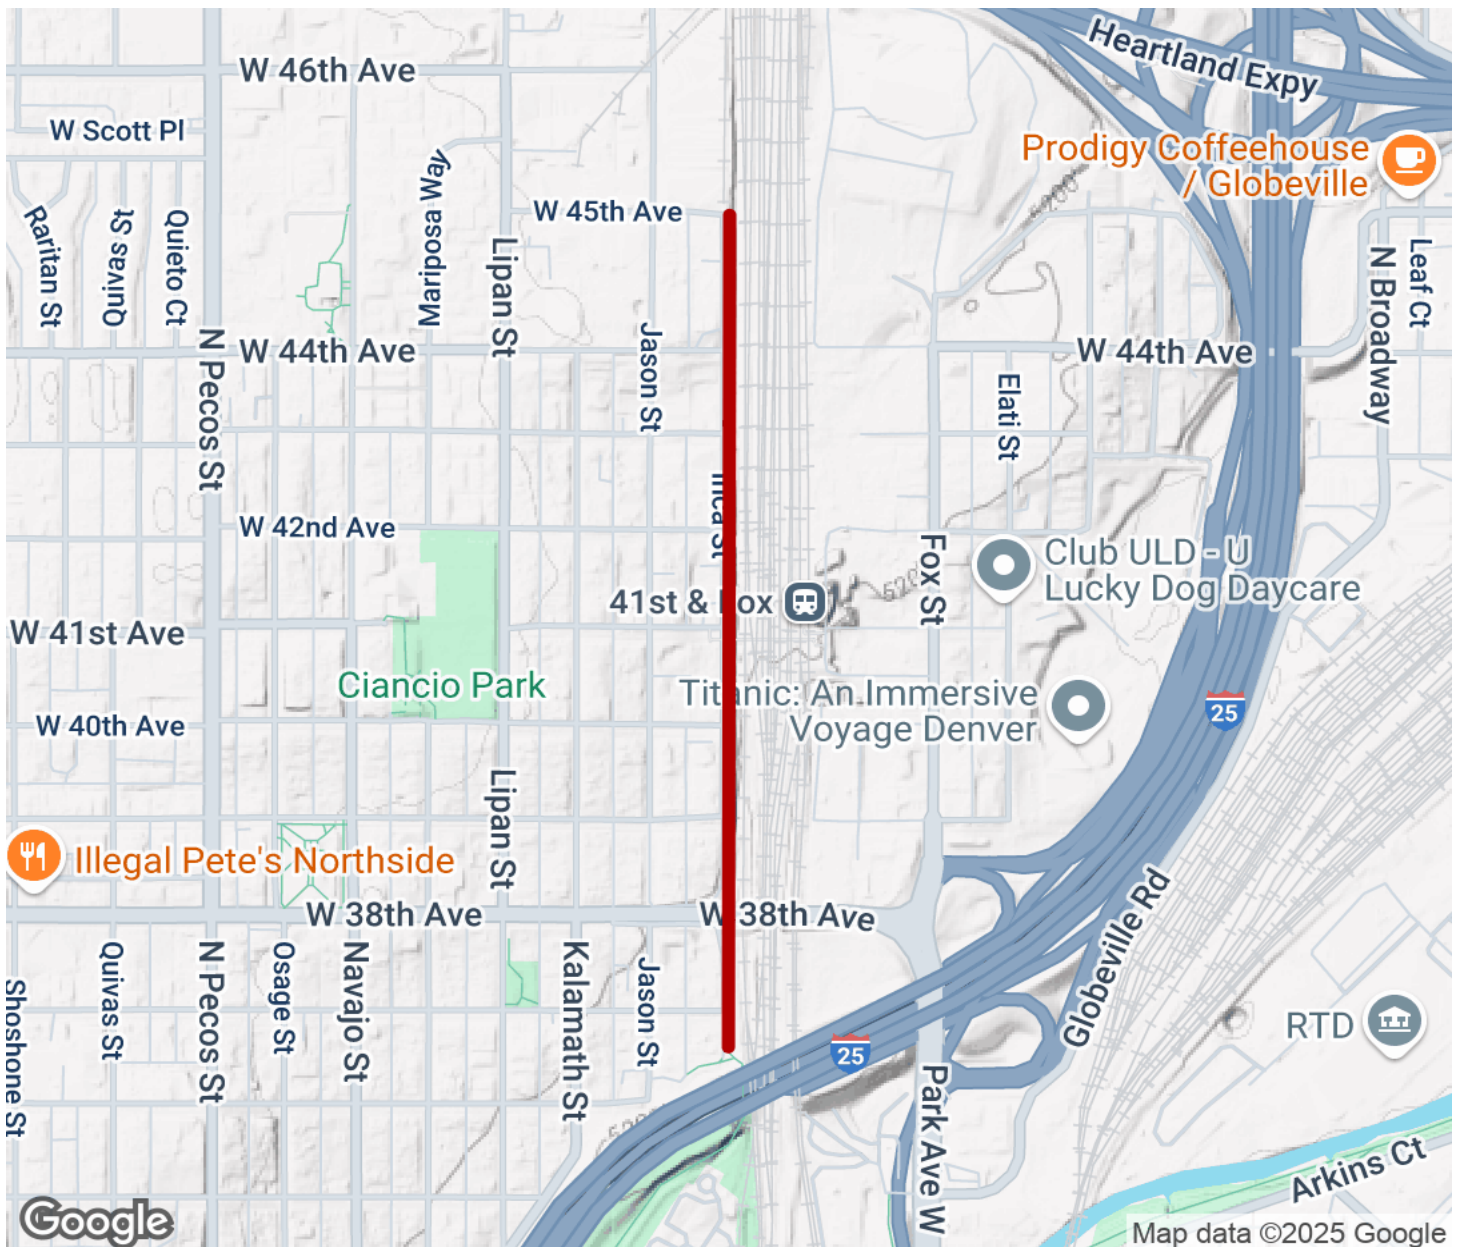 Heartland Expy
W 46th Ave
W Scott Pl
Prodigy Coffeehouse
/ Globeville
Mariposa Way
Raritan St
Quivas St
Quieto Ct
W 45th Ave
Lipan St
N Broadway
Leaf Ct
5200
N Pecos St
W 44th Ave
Jason St
W 44th Ave
Elati St
Inca St
W 42nd Ave
Fox St
Club ULD - U
Lucky Dog Daycare
41st & Fox
W 41st Ave
Ciancio Park
Titanic: An Immersive
Voyage Denver
25
W 40th Ave
Lipan St
Illegal Pete's Northside
W 38th Ave
W 38th Ave
Globeville Rd
Shoshone St
Quivas St
N Pecos St
Osage St
Navajo St
Kalamath St
Jason St
25
RTD
Park Ave W
Arkins Ct
Google
Map data ©2025 Google